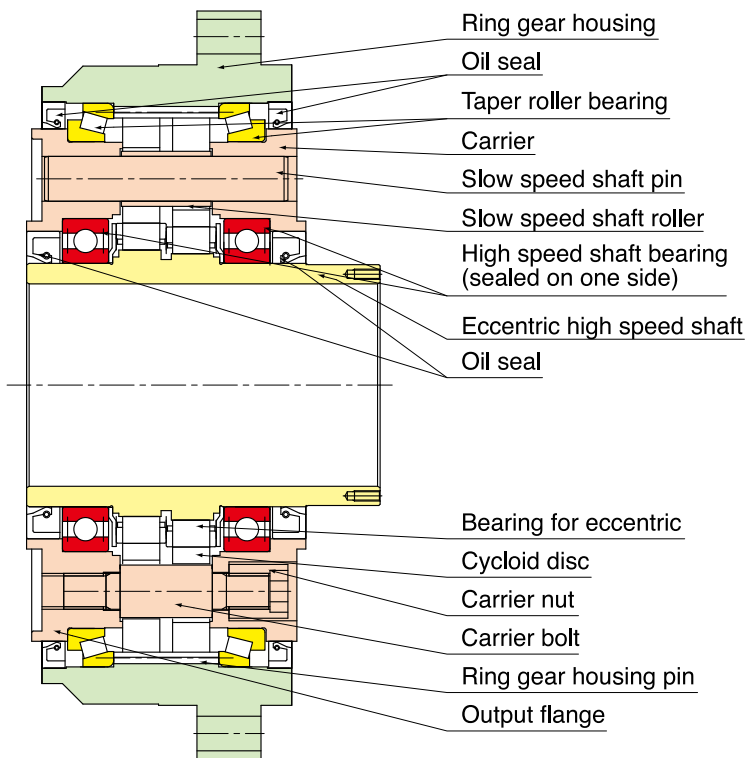 Ring gear housing
Oil seal
Taper roller bearing
Carrier
Slow speed shaft pin
Slow speed shaft roller
High speed shaft bearing
(sealed on one side)
Eccentric high speed shaft
Oil seal
Bearing for eccentric
Cycloid disc
Carrier nut
Carrier bolt
Ring gear housing pin
Output flange